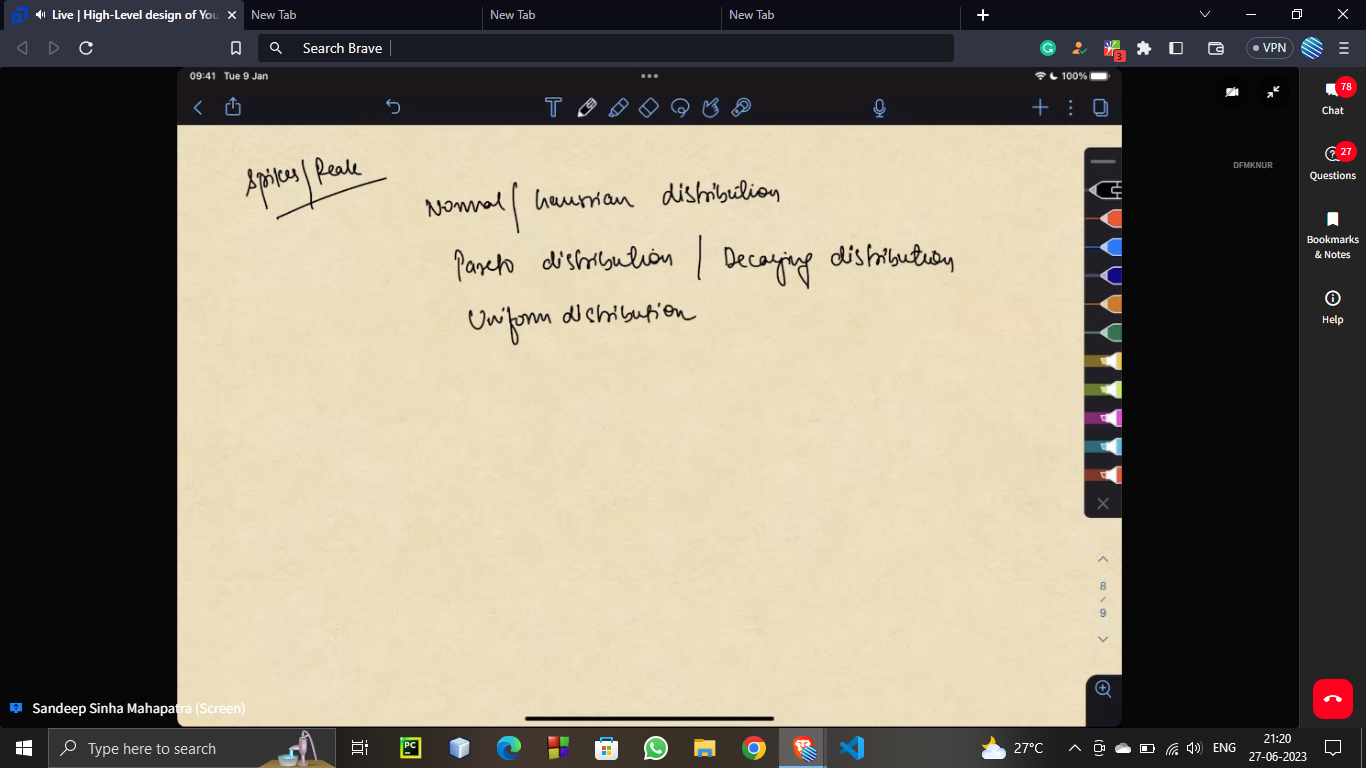 Live | High-Level design of You
New Tab
New Tab
New Tab
Search Brave
3
VPN
09:41 Tue 9 Jan
100%
78
Chat
27
Questions
Bookmarks
& Notes
Help
DFMKNUR
Spikes/Peak
Normal/Gaussian distribution
Pareto distribution | Decaying distribution
Uniform distribution
8
/
9
Sandeep Sinha Mahapatra (Screen)
Type here to search
PC
27°C
ENG
21:20
27-06-2023